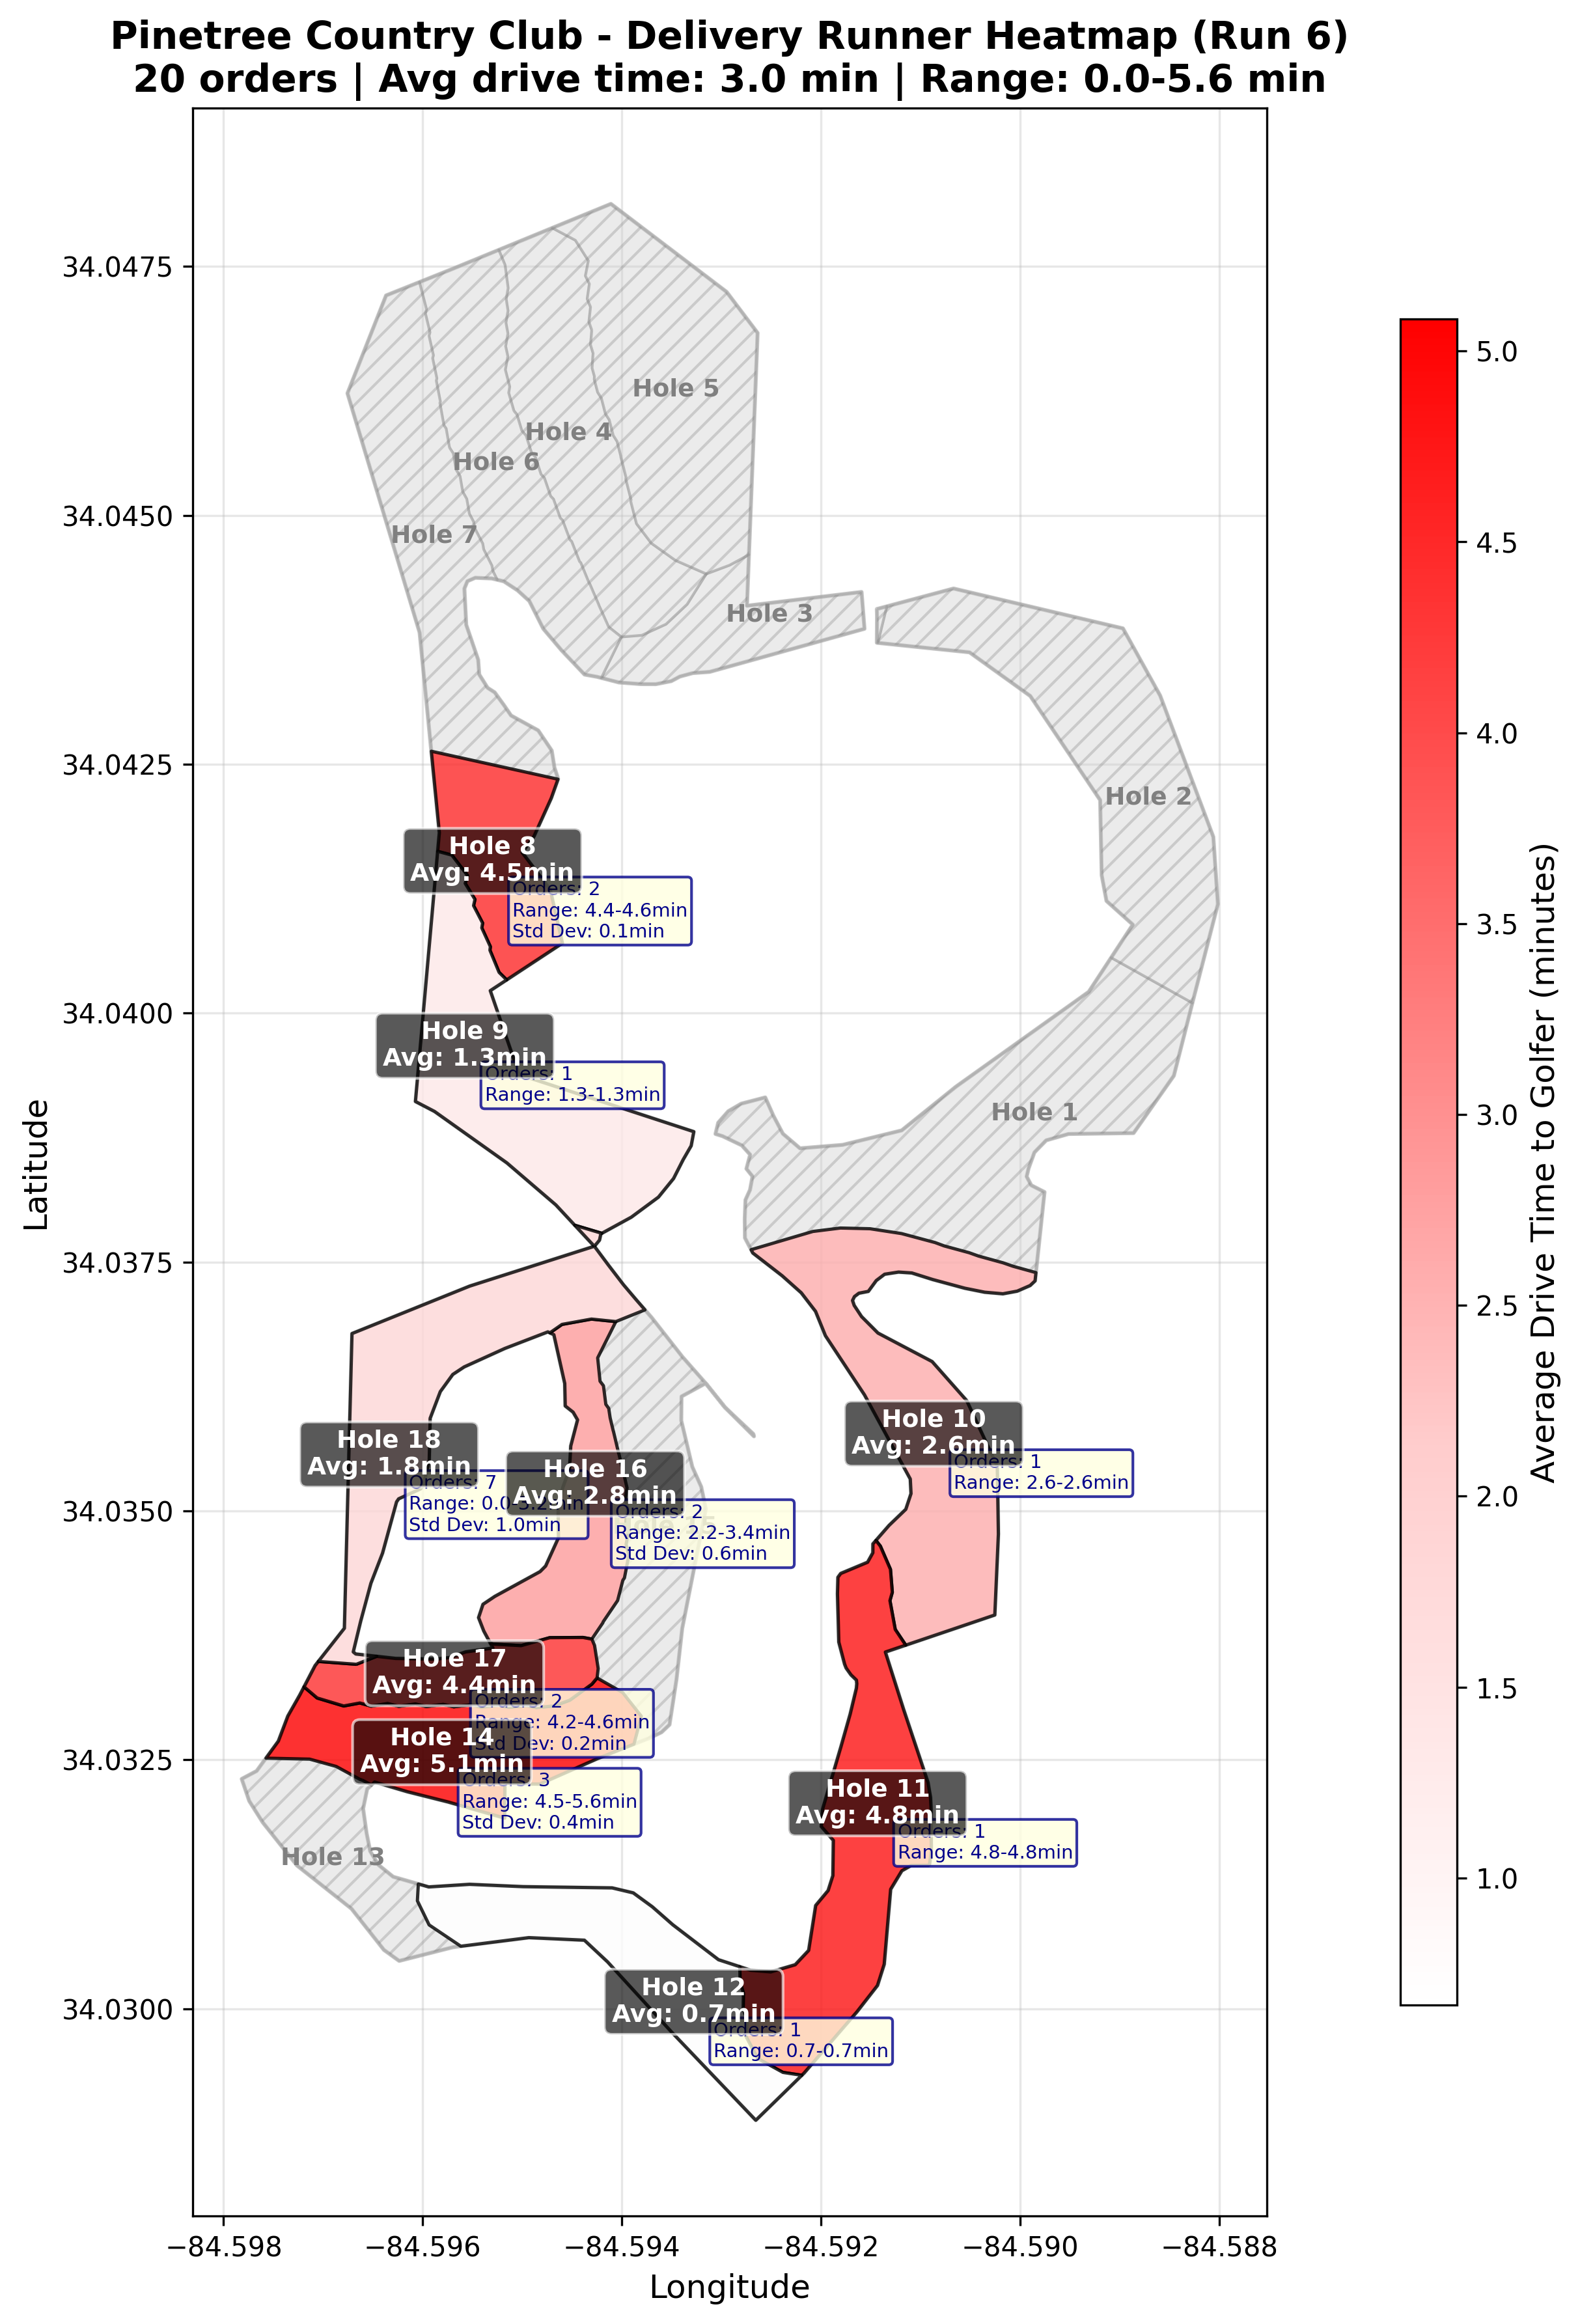 Pinetree Country Club - Delivery Runner Heatmap (Run 6)
20 orders | Avg drive time: 3.0 min | Range: 0.0-5.6 min
34.0475
34.0450
34.0425
34.0400
34.0375
34.0350
34.0325
34.0300
Latitude
−84.598
−84.596
−84.594
−84.592
−84.590
−84.588
Longitude
Hole 5
Hole 4
Hole 6
Hole 7
Hole 3
Hole 2
Hole 1
Hole 8
Avg: 4.5min
Orders: 2
Range: 4.4-4.6min
Std Dev: 0.1min
Hole 9
Avg: 1.3min
Orders: 1
Range: 1.3-1.3min
Hole 10
Avg: 2.6min
Orders: 1
Range: 2.6-2.6min
Hole 18
Avg: 1.8min
Orders: 7
Range: 0.0-3.2min
Std Dev: 1.0min
Hole 16
Avg: 2.8min
Orders: 2
Range: 2.2-3.4min
Std Dev: 0.6min
Hole 17
Avg: 4.4min
Orders: 2
Range: 4.2-4.6min
Std Dev: 0.2min
Hole 14
Avg: 5.1min
Orders: 3
Range: 4.5-5.6min
Std Dev: 0.4min
Hole 11
Avg: 4.8min
Orders: 1
Range: 4.8-4.8min
Hole 13
Hole 12
Avg: 0.7min
Orders: 1
Range: 0.7-0.7min
5.0
4.5
4.0
3.5
3.0
2.5
2.0
1.5
1.0
Average Drive Time to Golfer (minutes)